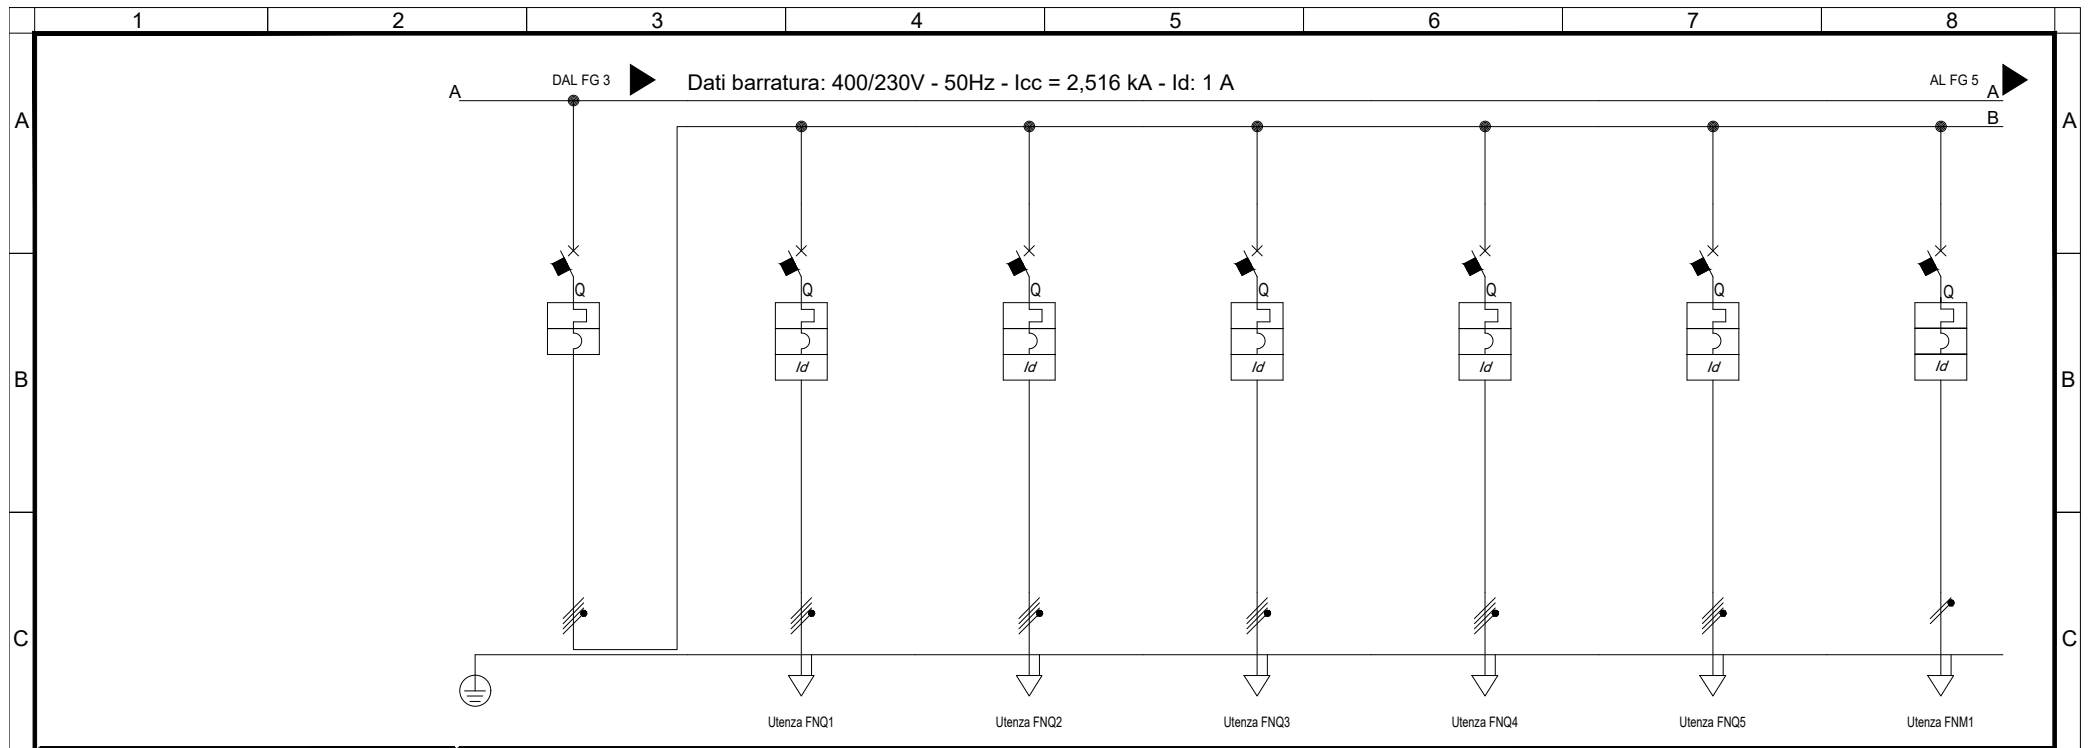 1 2 3 4 5 6 7 8
DAL FG 3 Dati barratura: 400/230V - 50Hz - Icc = 2,516 kA - Id: 1 A AL FG 5
A A
A A
B
Q Q Q Q Q Q Q
Id Id Id Id Id Id
B B
C C
Utenza FNQ1 Utenza FNQ2 Utenza FNQ3 Utenza FNQ4 Utenza FNQ5 Utenza FNM1